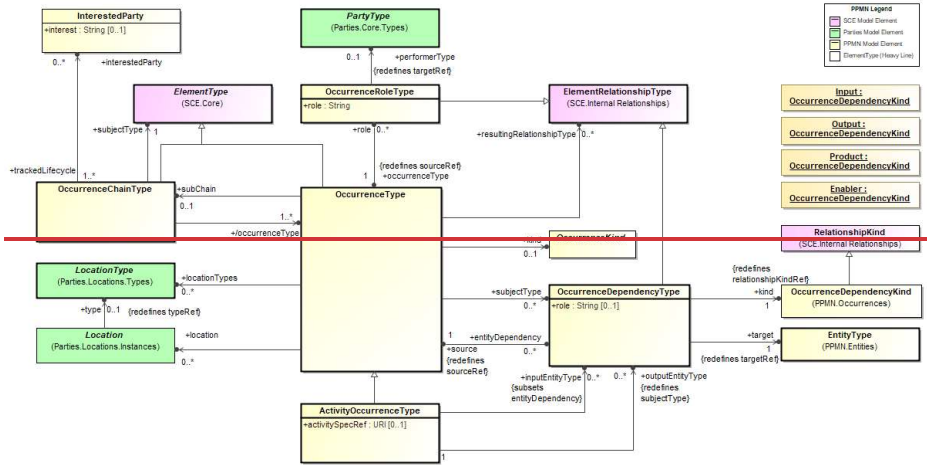 InterestedParty
+interest : String [0..1]
0..*
+interestedParty
PartyType
(Parties.Core.Types)
0..1
+performerType
{redefines targetRef}
PPMN Legend
SCE Model Element
Parties Model Element
PPMN Model Element
ElementType (Heavy Line)
ElementType
(SCE.Core)
OccurrenceRoleType
+role : String
ElementRelationshipType
(SCE.Internal Relationships)
Input :
OccurrenceDependencyKind
Output :
OccurrenceDependencyKind
Product :
OccurrenceDependencyKind
Enabler :
OccurrenceDependencyKind
+subjectType
1
+role
0..*
+resultingRelationshipType
0..*
+trackedLifecycle
1..*
{redefines sourceRef}
1
+occurrenceType
OccurrenceChainType
+subChain
0..1
1..*
+/occurrenceType
OccurrenceType
RelationshipKind
(SCE.Internal Relationships)
0..1
LocationType
(Parties.Locations.Types)
+locationTypes
0..*
+type
0..1
{redefines typeRef}
Location
(Parties.Locations.Instances)
+location
0..*
+subjectType
0..*
OccurrenceDependencyType
+role : String [0..1]
{redefines
relationshipKindRef}
+kind
1
OccurrenceDependencyKind
(PPMN.Occurrences)
1
+source
{redefines
sourceRef}
+entityDependency
0..*
+target
1
{redefines targetRef}
EntityType
(PPMN.Entities)
+inputEntityType
0..*
{subsets
entityDependency}
0..*
+outputEntityType
{redefines
subjectType}
ActivityOccurrenceType
+activitySpecRef : URI [0..1]
1